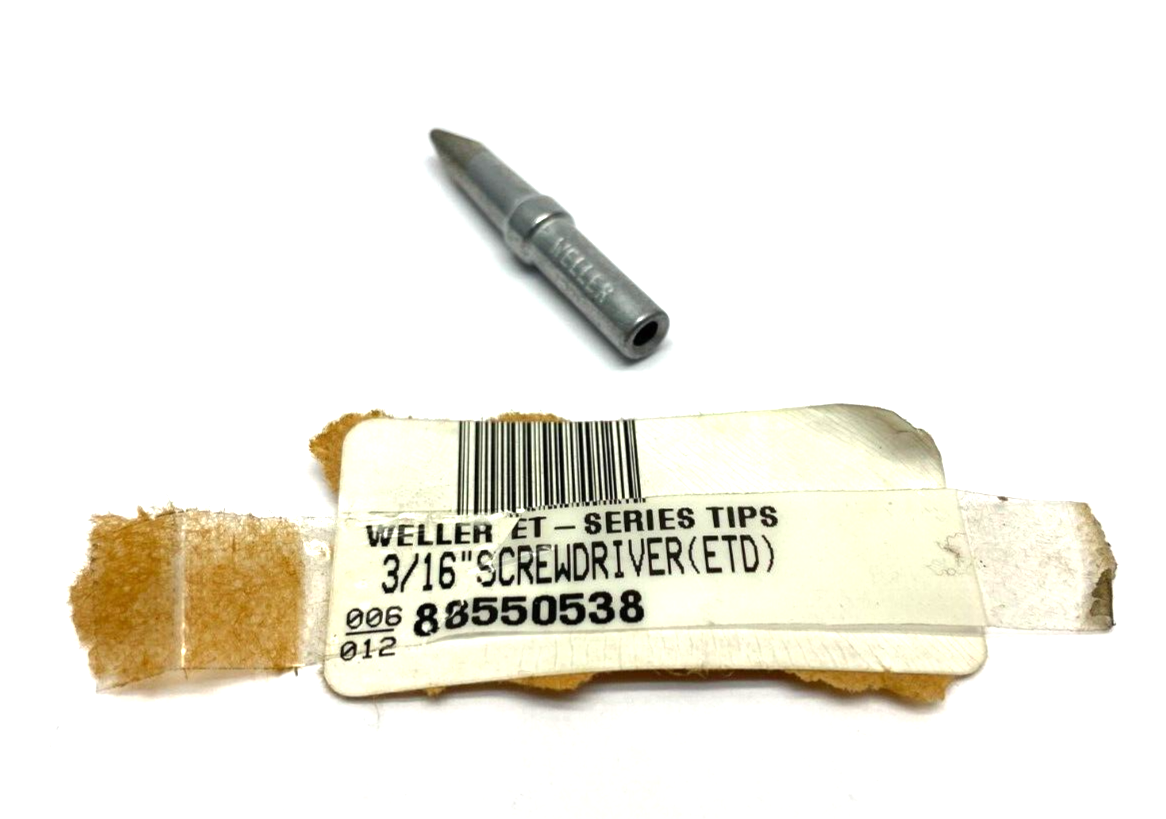 WELLER
WELLER ET-SERIES TIPS
3/16"SCREWDRIVER(ETD)
006
012
88550538